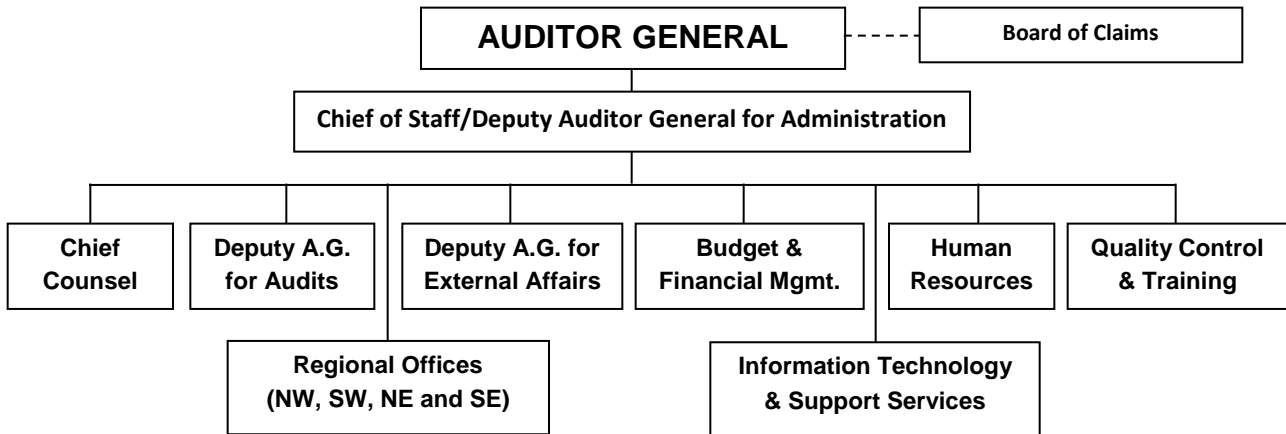 AUDITOR GENERAL
Board of Claims
Chief of Staff/Deputy Auditor General for Administration
Chief
Counsel
Deputy A.G.
for Audits
Deputy A.G. for
External Affairs
Budget &
Financial Mgmt.
Human
Resources
Quality Control
& Training
Regional Offices
(NW, SW, NE and SE)
Information Technology
& Support Services